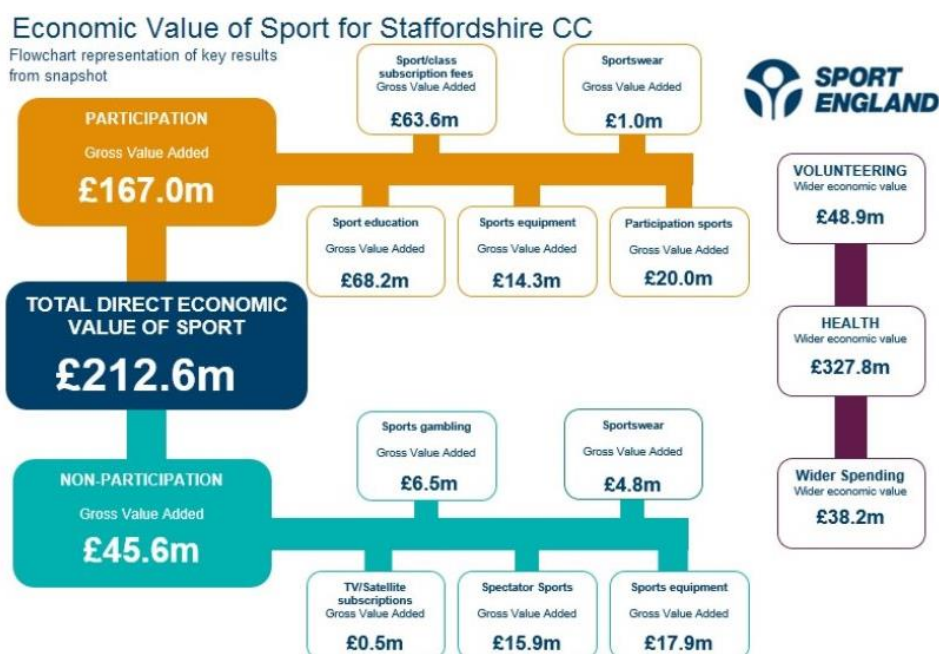 Economic Value of Sport for Staffordshire CC
Flowchart representation of key results
from snapshot
SPORT
ENGLAND
PARTICIPATION
Gross Value Added
£167.0m
Sport/class
subscription fees
Gross Value Added
£63.6m
Sportswear
Gross Value Added
£1.0m
Sport education
Gross Value Added
£68.2m
Sports equipment
Gross Value Added
£14.3m
Participation sports
Gross Value Added
£20.0m
TOTAL DIRECT ECONOMIC
VALUE OF SPORT
£212.6m
NON-PARTICIPATION
Gross Value Added
£45.6m
Sports gambling
Gross Value Added
£6.5m
Sportswear
Gross Value Added
£4.8m
TV/Satellite
subscriptions
Gross Value Added
£0.5m
Spectator Sports
Gross Value Added
£15.9m
Sports equipment
Gross Value Added
£17.9m
VOLUNTEERING
Wider economic value
£48.9m
HEALTH
Wider economic value
£327.8m
Wider Spending
Wider economic value
£38.2m